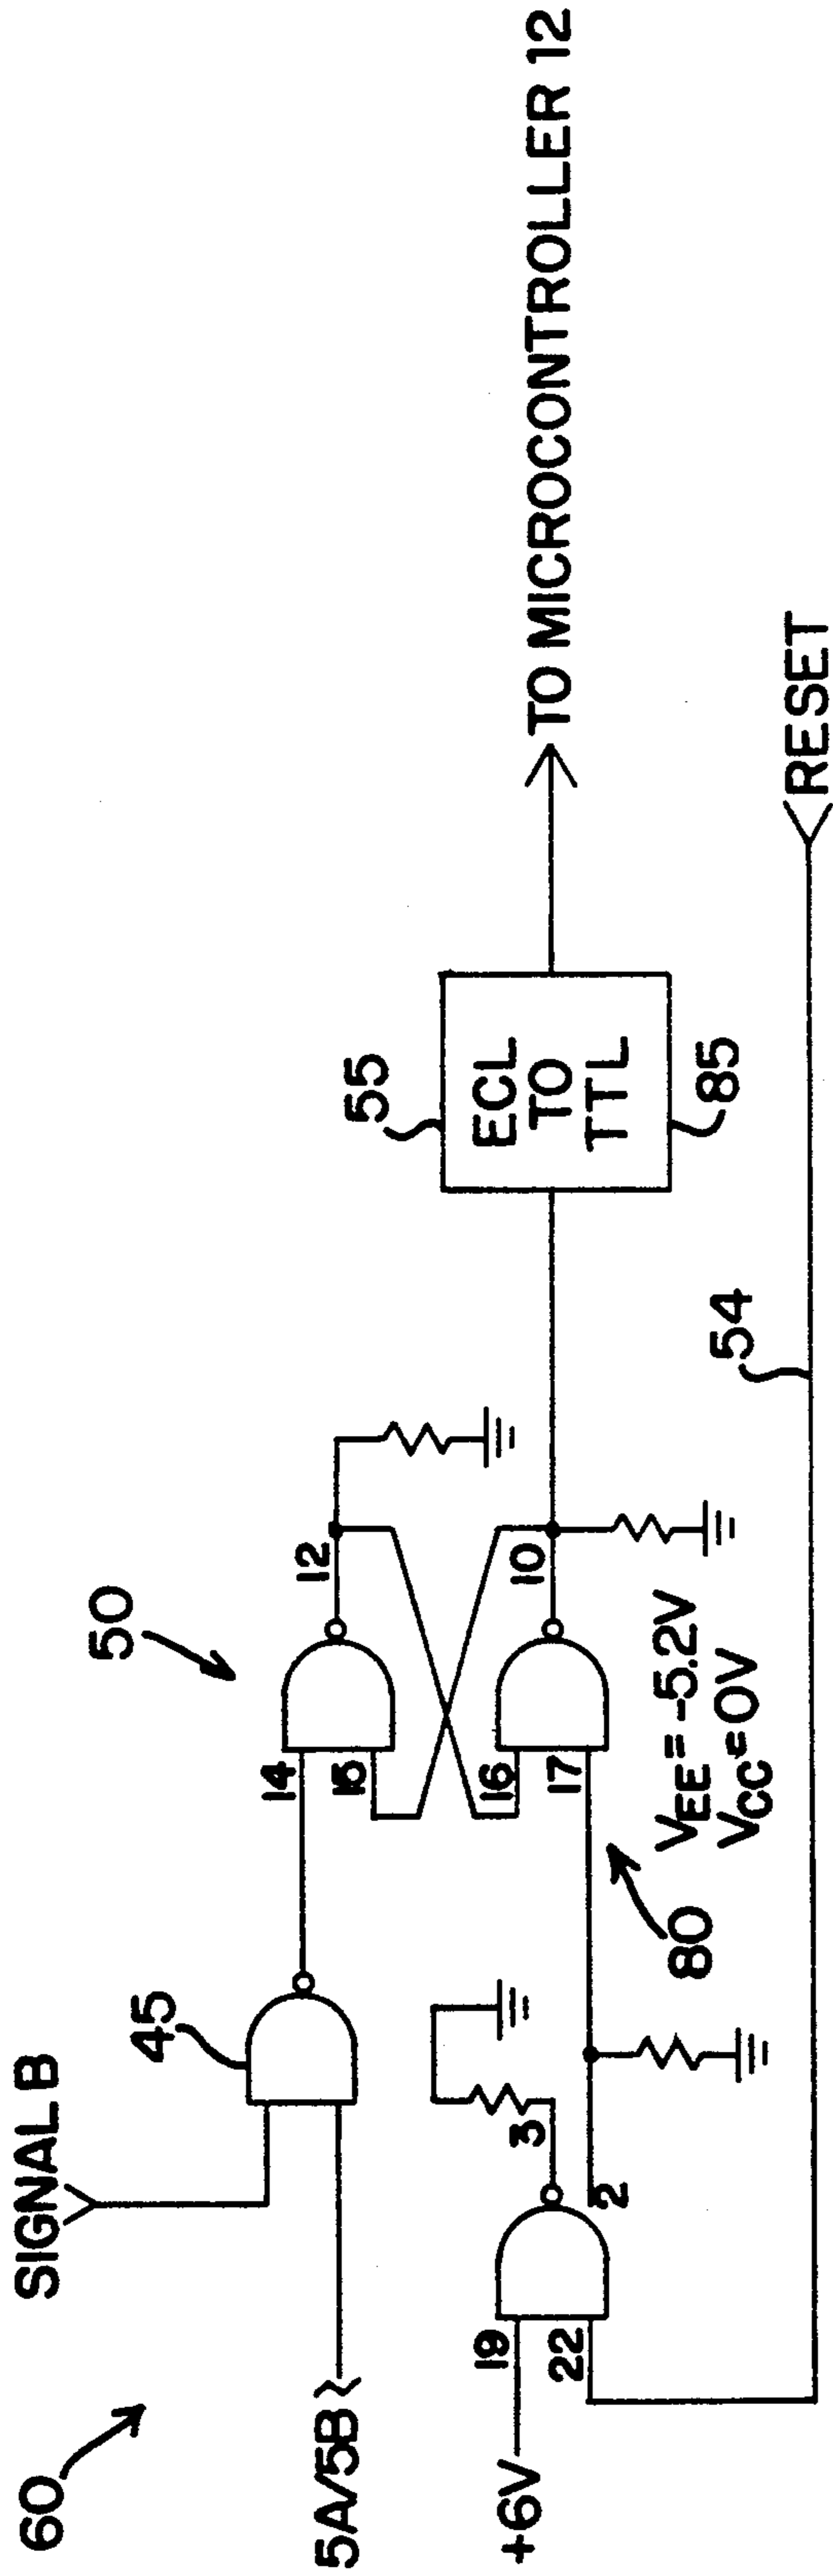 60
SIGNAL B
45
5A/5B
14
15
50
12
16
17
10
+6V
19
22
3
2
80
VEE = -5.2V
VCC = 0V
55
ECL
TO
TTL
85
TO MICROCONTROLLER 12
54
RESET